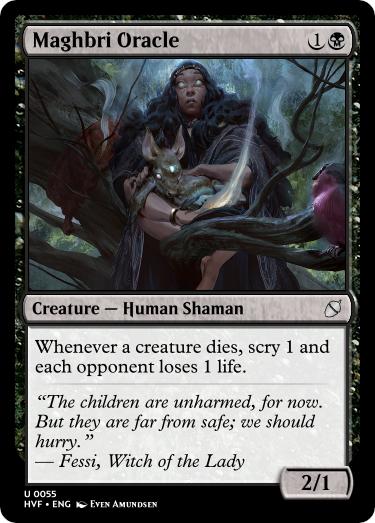 Maghbri Oracle 1
Creature — Human Shaman
Whenever a creature dies, scry 1 and
each opponent loses 1 life.
“The children are unharmed, for now.
But they are far from safe; we should
hurry.”
— Fessi, Witch of the Lady
2/1
U 0055
HVF • ENG Even Amundsen